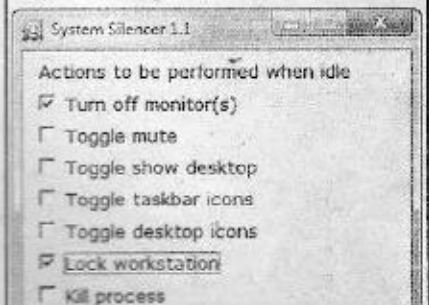 System Silencer 1.1
Actions to be performed when idle
Turn off monitor(s)
Toggle mute
Toggle show desktop
Toggle taskbar icons
Toggle desktop icons
Lock workstation
Kill process